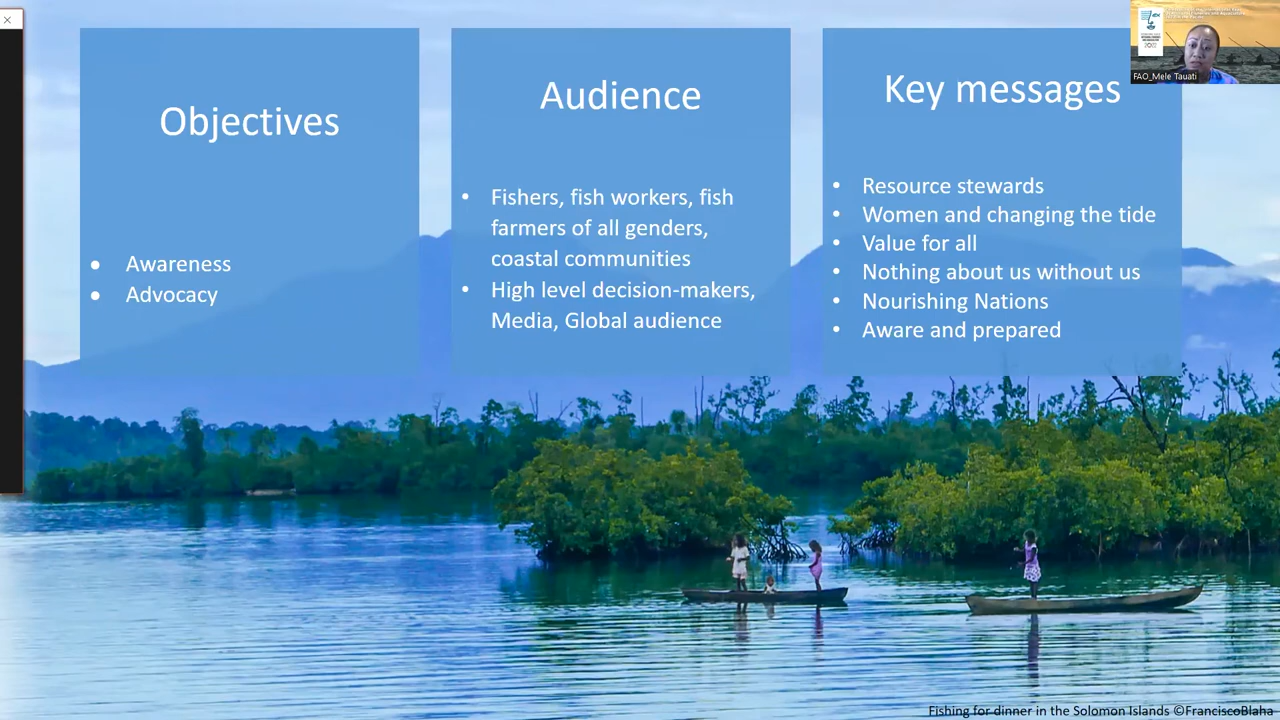 Objectives
Awareness
Advocacy
Audience
Fishers, fish workers, fish
farmers of all genders,
coastal communities
High level decision-makers,
Media, Global audience
Key messages
Resource stewards
Women and changing the tide
Value for all
Nothing about us without us
Nourishing Nations
Aware and prepared
FAO_Mele Tauati
Fishing for dinner in the Solomon Islands ©FranciscoBlaha